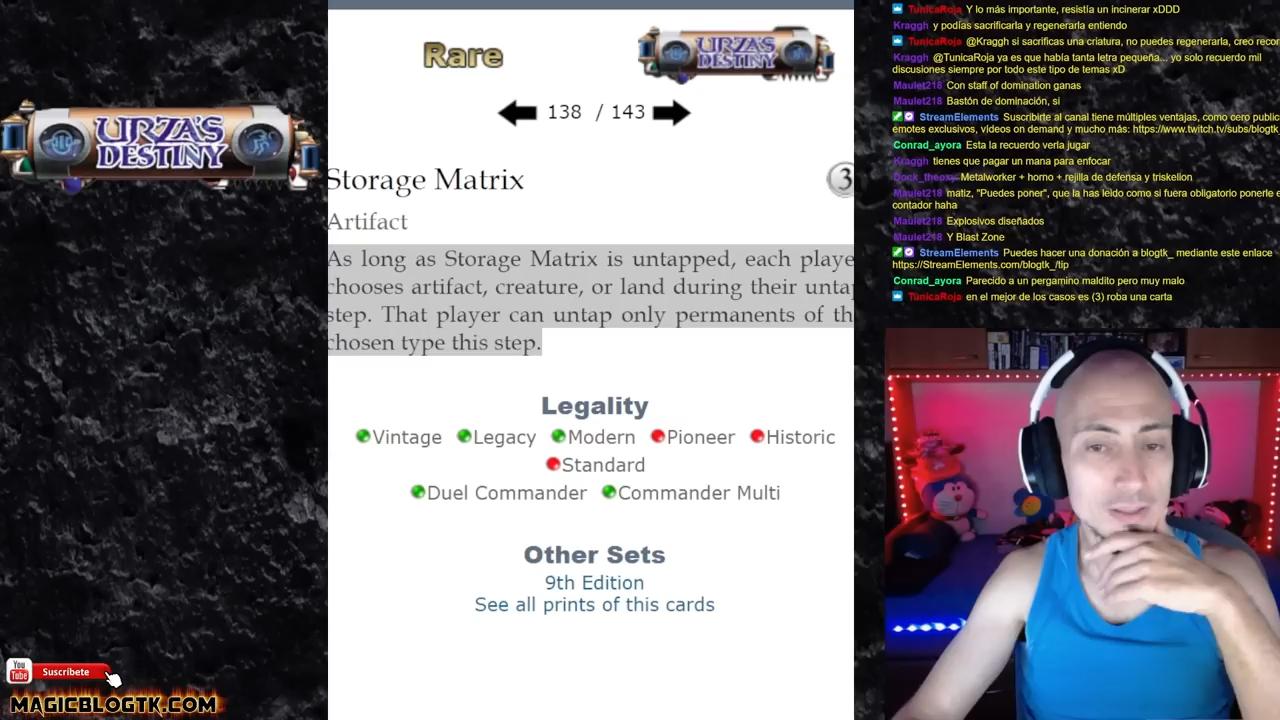 Rare
URZA'S
DESTINY
138 / 143
URZA'S
DESTINY
Storage Matrix
3
Artifact
As long as Storage Matrix is untapped, each playe
chooses artifact, creature, or land during their untap
step. That player can untap only permanents of th
chosen type this step.
Legality
Vintage Legacy Modern Pioneer Historic
Standard
Duel Commander Commander Multi
Other Sets
9th Edition
See all prints of this cards
You
Tube
Suscríbete
MAGICBLOGTK.COM
TunicaRoja Y lo más importante, resistía un incinerar xDDD
Kraggh y podías sacrificarla y regenerarla entiendo
TunicaRoja @Kraggh si sacrificas una criatura, no puedes regenerarla, creo recor
Kraggh @TunicaRoja ya es que había tanta letra pequeña... yo solo recuerdo mil
discusiones siempre por todo este tipo de temas xD
Maulet218 Con staff of domination ganas
Maulet218 Bastón de dominación, si
StreamElements Suscribirte al canal tiene múltiples ventajas, como cero public
emotes exclusivos, vídeos on demand y mucho más: https://www.twitch.tv/subs/blogtk_
Conrad_ayora Esta la recuerdo verla jugar
Kraggh tienes que pagar un mana para enfocar
Dock_theoxy Metalworker + horno + rejilla de defensa y triskelion
Maulet218 matiz, "Puedes poner", que la has leido como si fuera obligatorio ponerle e
contador haha
Maulet218 Explosivos diseñados
Maulet218 Y Blast Zone
StreamElements Puedes hacer una donación a blogtk_ mediante este enlace
https://StreamElements.com/blogtk_/tip
Conrad_ayora Parecido a un pergamino maldito pero muy malo
TunicaRoja en el mejor de los casos es (3) roba una carta